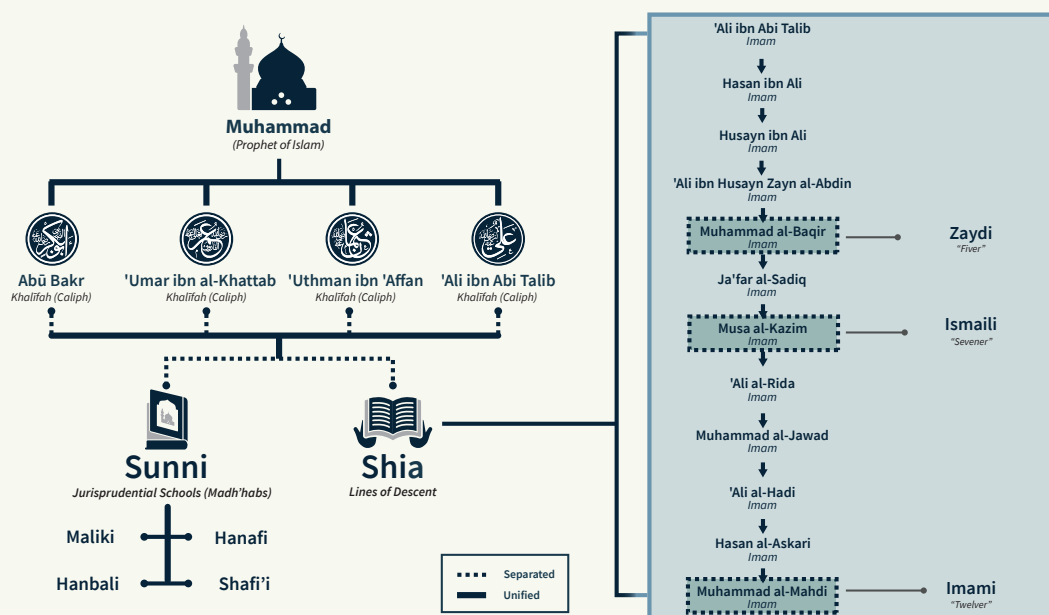 Muhammad
(Prophet of Islam)
Abū Bakr
Khalīfah (Caliph)
'Umar ibn al-Khattab
Khalīfah (Caliph)
'Uthman ibn 'Affan
Khalīfah (Caliph)
'Ali ibn Abi Talib
Khalīfah (Caliph)
Sunni
Jurisprudential Schools (Madh'habs)
Maliki
Hanafi
Hanbali
Shafi'i
Shia
Lines of Descent
Separated
Unified
'Ali ibn Abi Talib
Imam
Hasan ibn Ali
Imam
Husayn ibn Ali
Imam
'Ali ibn Husayn Zayn al-Abdin
Imam
Muhammad al-Baqir
Imam
Zaydi
“Fiver”
Ja'far al-Sadiq
Imam
Musa al-Kazim
Imam
Ismaili
“Sevener”
'Ali al-Rida
Imam
Muhammad al-Jawad
Imam
'Ali al-Hadi
Imam
Hasan al-Askari
Imam
Muhammad al-Mahdi
Imam
Imami
“Twelver”